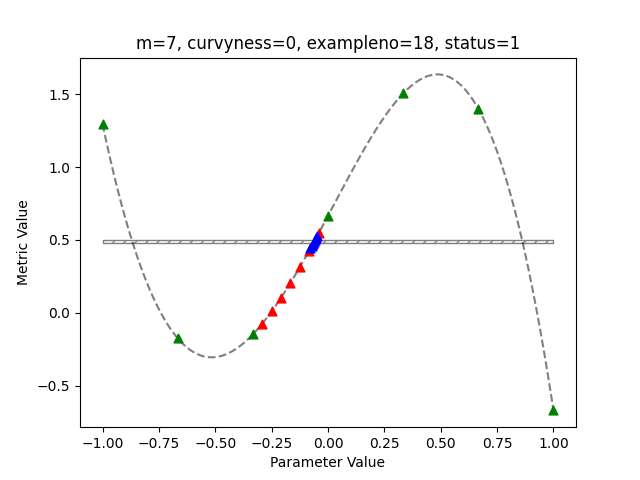 m=7, curvyness=0, exampleno=18, status=1
Metric Value
1.5
1.0
0.5
0.0
−0.5
−1.00 −0.75 −0.50 −0.25 0.00 0.25 0.50 0.75 1.00
Parameter Value